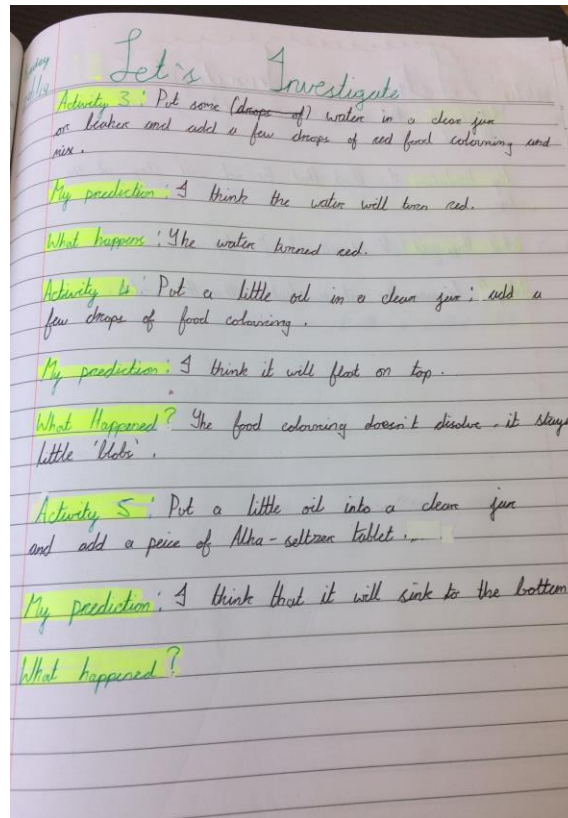 Let's Investigate
Activity 3: Put some (drops of) water in a clear jar
or beaker and add a few drops of red food colouring and
mix.
My prediction: I think the water will turn red.
What happens: The water turned red.
Activity 4: Put a little oil in a clear jar; add a
few drops of food colouring.
My prediction: I think it will float on top.
What Happened? The food colouring doesn't disolve. it stays
little 'blobs'.
Activity 5: Put a little oil into a clear jar
and add a peice of Alka-seltzer tablet.
My prediction: I think that it will sink to the bottom
What happened?